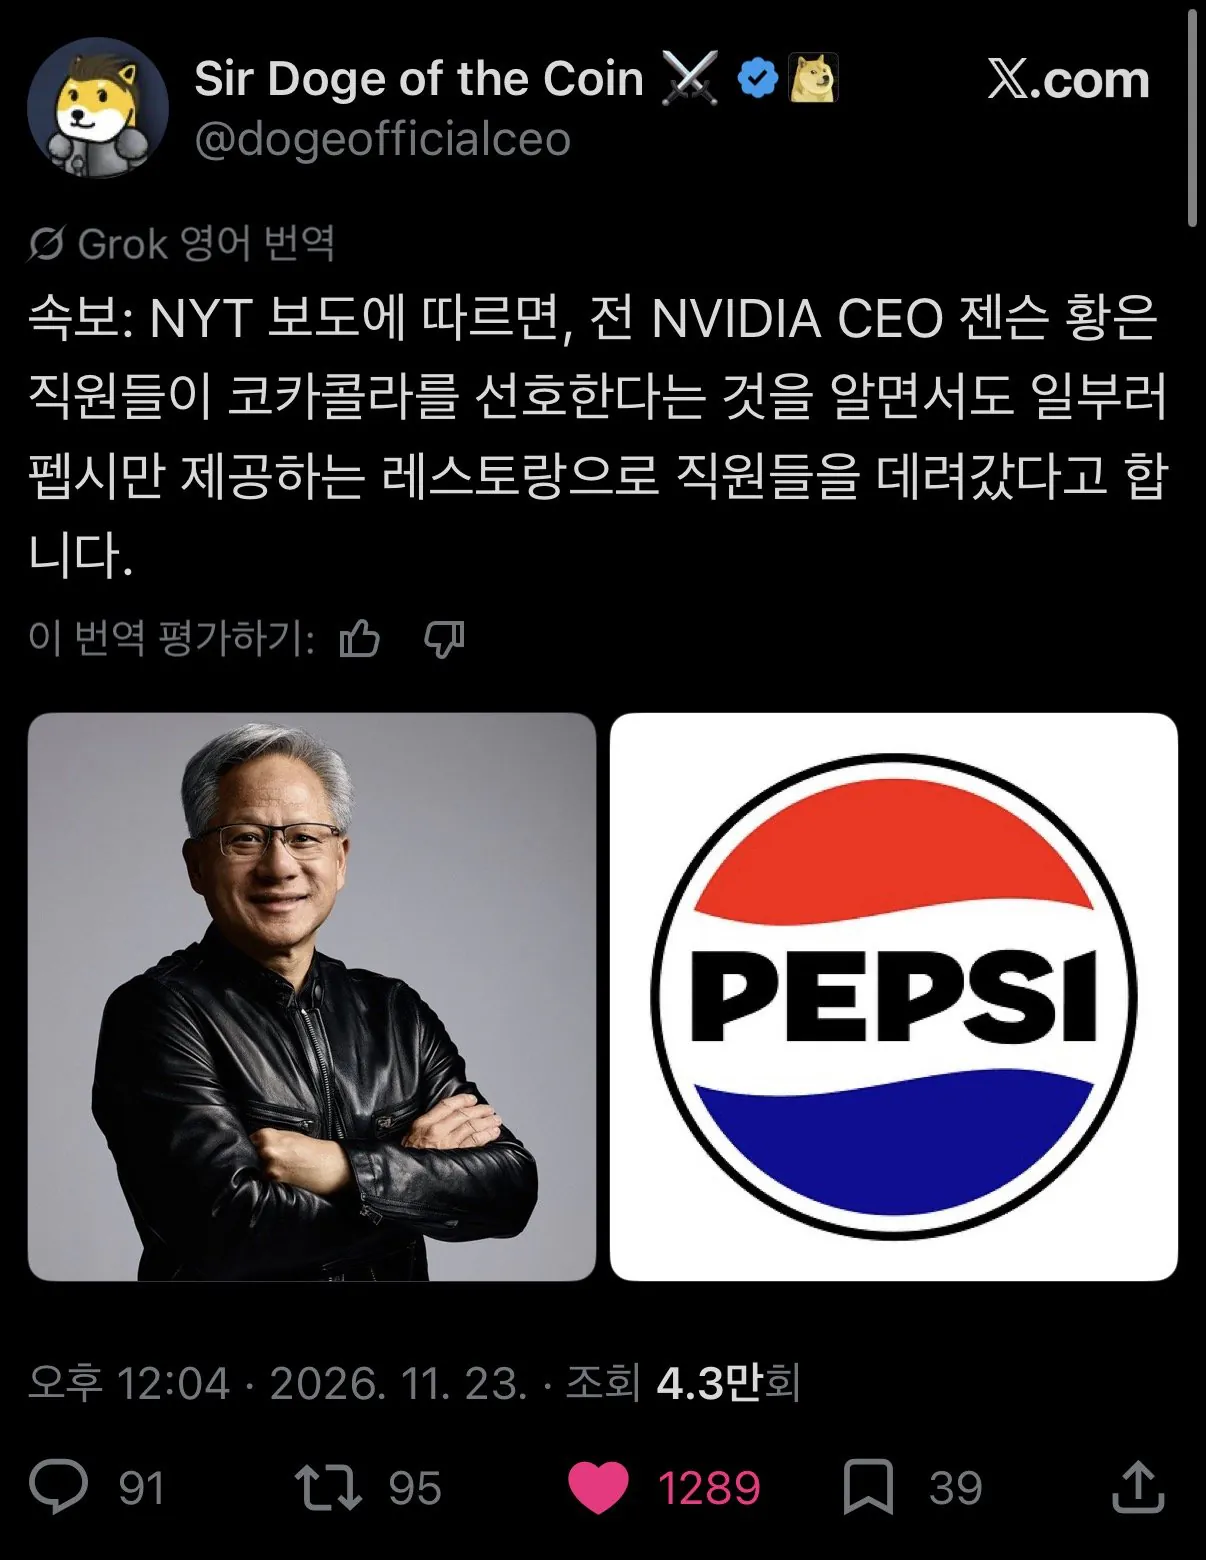 Sir Doge of the Coin ⚔️
𝕏.com
@dogeofficialceo
Grok 영어 번역
속보: NYT 보도에 따르면, 전 NVIDIA CEO 젠슨 황은
직원들이 코카콜라를 선호한다는 것을 알면서도 일부러
펩시만 제공하는 레스토랑으로 직원들을 데려갔다고 합
니다.
이 번역 평가하기:
PEPSI
오후 12:04 · 2026. 11. 23. · 조회 4.3만회
91 95 1289 39